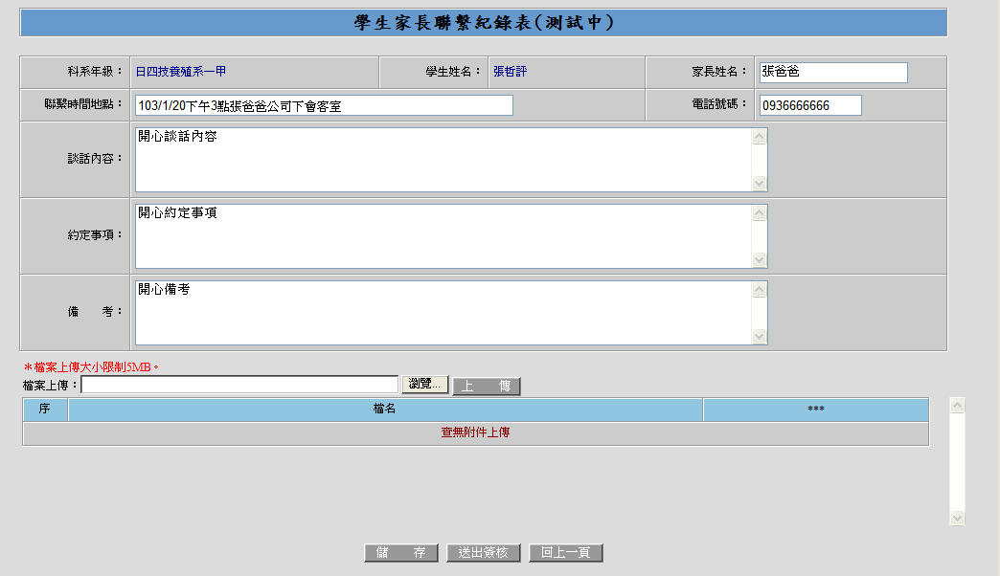 學生家長聯繫紀錄表(測試中)
科系年級： 日四技養殖系一甲 學生姓名： 張哲評 家長姓名： 張爸爸
聯繫時間地點： 103/1/20下午3點張爸爸公司下會客室 電話號碼： 0936666666
談話內容： 開心談話內容
約定事項： 開心約定事項
備 考： 開心備考
＊檔案上傳大小限制5MB。
檔案上傳： 瀏覽... 上 傳
序 檔名 ***
查無附件上傳
儲 存 送出簽核 回上一頁